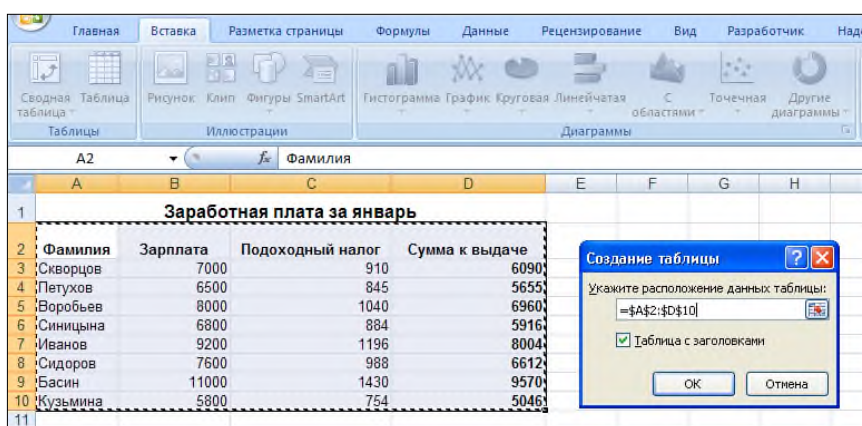 Главная Вставка Разметка страницы Формулы Данные Рецензирование Вид Разработчик Над
Сводная таблица Таблица Рисунок Клип Фигуры SmartArt Гистограмма График Круговая Линейчатая С областями Точечная Другие диаграммы
Таблицы Иллюстрации Диаграммы
A2 fx Фамилия
A B C D E F G H
1 Заработная плата за январь
2 Фамилия Зарплата Подоходный налог Сумма к выдаче
3 Скворцов 7000 910 6090
4 Петухов 6500 845 5655
5 Воробьев 8000 1040 6960
6 Синицына 6800 884 5916
7 Иванов 9200 1196 8004
8 Сидоров 7600 988 6612
9 Басин 11000 1430 9570
10 Кузьмина 5800 754 5046
11
Создание таблицы ?
Укажите расположение данных таблицы:
=$A$2:$D$10
Таблица с заголовками
ОК Отмена